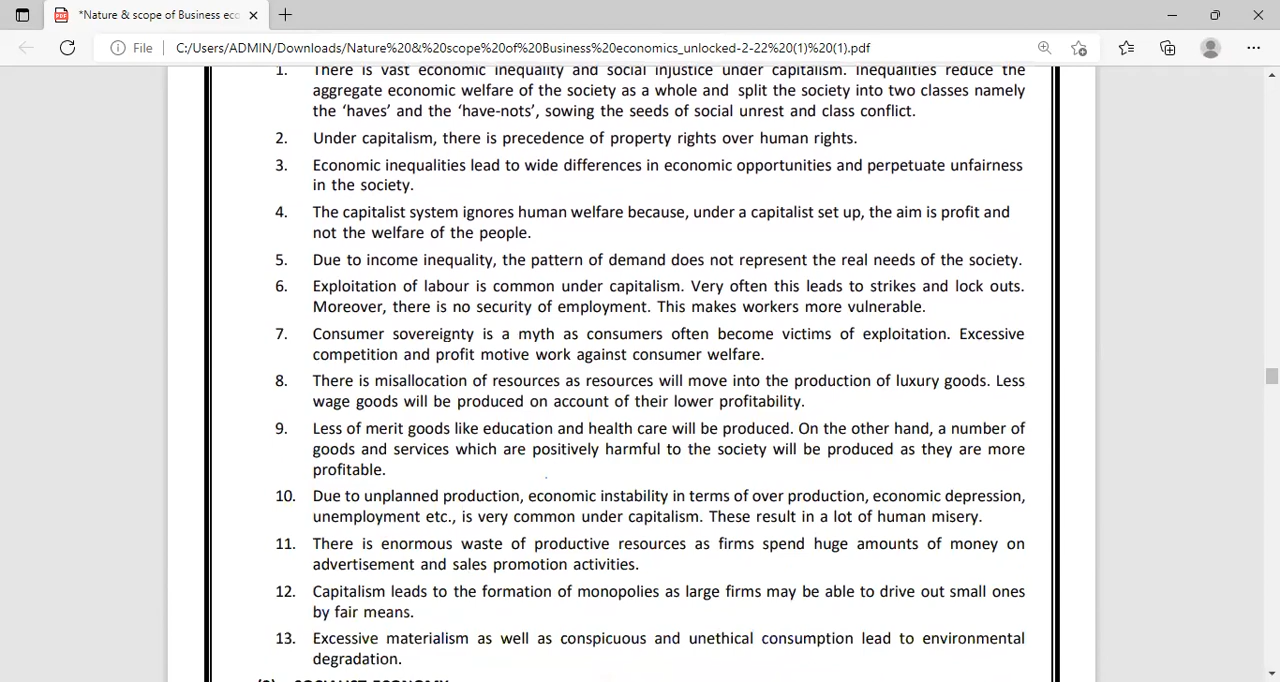 *Nature & scope of Business eco
File
C:/Users/ADMIN/Downloads/Nature%20&%20scope%20of%20Business%20economics_unlocked-2-22%20(1)%20(1).pdf
1. There is vast economic inequality and social injustice under capitalism. Inequalities reduce the
aggregate economic welfare of the society as a whole and split the society into two classes namely
the ‘haves’ and the ‘have-nots’, sowing the seeds of social unrest and class conflict.
2. Under capitalism, there is precedence of property rights over human rights.
3. Economic inequalities lead to wide differences in economic opportunities and perpetuate unfairness
in the society.
4. The capitalist system ignores human welfare because, under a capitalist set up, the aim is profit and
not the welfare of the people.
5. Due to income inequality, the pattern of demand does not represent the real needs of the society.
6. Exploitation of labour is common under capitalism. Very often this leads to strikes and lock outs.
Moreover, there is no security of employment. This makes workers more vulnerable.
7. Consumer sovereignty is a myth as consumers often become victims of exploitation. Excessive
competition and profit motive work against consumer welfare.
8. There is misallocation of resources as resources will move into the production of luxury goods. Less
wage goods will be produced on account of their lower profitability.
9. Less of merit goods like education and health care will be produced. On the other hand, a number of
goods and services which are positively harmful to the society will be produced as they are more
profitable.
10. Due to unplanned production, economic instability in terms of over production, economic depression,
unemployment etc., is very common under capitalism. These result in a lot of human misery.
11. There is enormous waste of productive resources as firms spend huge amounts of money on
advertisement and sales promotion activities.
12. Capitalism leads to the formation of monopolies as large firms may be able to drive out small ones
by fair means.
13. Excessive materialism as well as conspicuous and unethical consumption lead to environmental
degradation.
SOCIALIST ECONOMY